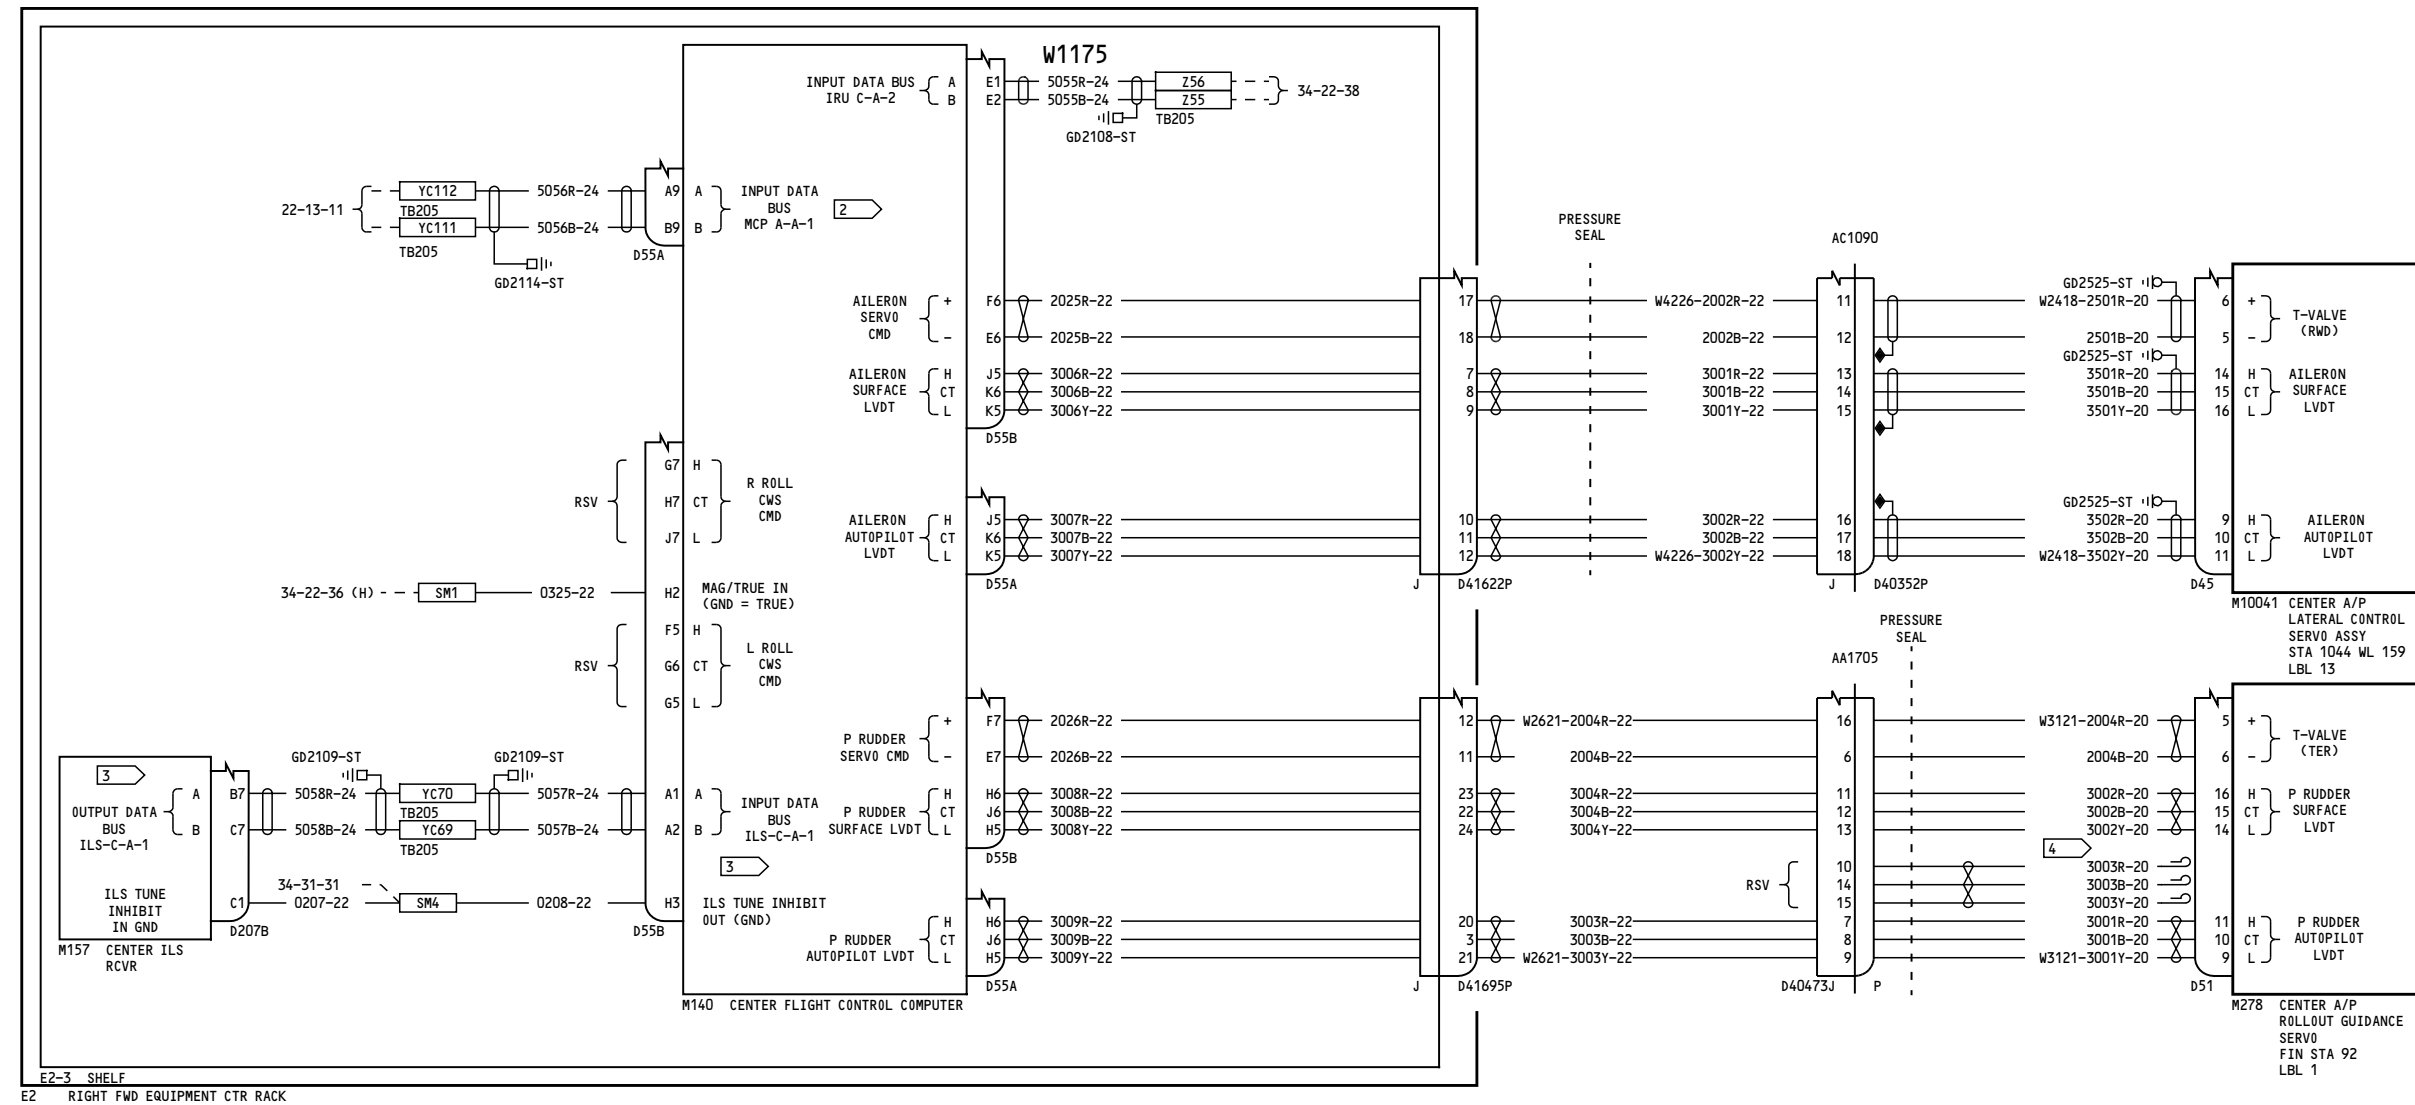 W1175
INPUT DATA BUS A E1 5055R-24 Z56
IRU C-A-2 B E2 5055B-24 Z55 34-22-38
GD2108-ST TB205
22-13-11 YC112 5056R-24 A9 A INPUT DATA
TB205 BUS 2
YC111 5056B-24 B9 B MCP A-A-1
TB205 D55A
GD2114-ST
PRESSURE
SEAL
AC1090
GD2525-ST
AILERON + F6 2025R-22 17 W4226-2002R-22 11 W2418-2501R-20 6 + T-VALVE
SERVO (RWD)
CMD - E6 2025B-22 18 2002B-22 12 2501B-20 5 -
GD2525-ST
AILERON H J5 3006R-22 7 3001R-22 13 3501R-20 14 H AILERON
SURFACE CT K6 3006B-22 8 3001B-22 14 3501B-20 15 CT SURFACE
LVDT L K5 3006Y-22 9 3001Y-22 15 3501Y-20 16 L LVDT
D55B
RSV G7 H R ROLL
H7 CT CWS
J7 L CMD
GD2525-ST
AILERON H J5 3007R-22 10 3002R-22 16 3502R-20 9 H AILERON
AUTOPILOT CT K6 3007B-22 11 3002B-22 17 3502B-20 10 CT AUTOPILOT
LVDT L K5 3007Y-22 12 W4226-3002Y-22 18 W2418-3502Y-20 11 L LVDT
D55A J D41622P J D40352P D45
34-22-36 (H) SM1 0325-22 H2 MAG/TRUE IN
(GND = TRUE)
M10041 CENTER A/P
LATERAL CONTROL
SERVO ASSY
STA 1044 WL 159
LBL 13
RSV F5 H L ROLL
G6 CT CWS
G5 L CMD
PRESSURE
SEAL
AA1705
P RUDDER + F7 2026R-22 12 W2621-2004R-22 16 W3121-2004R-20 5 + T-VALVE
SERVO CMD - E7 2026B-22 11 2004B-22 6 2004B-20 6 - (TER)
3 GD2109-ST GD2109-ST
OUTPUT DATA A B7 5058R-24 YC70 5057R-24 A1 A INPUT DATA
BUS TB205 BUS
ILS-C-A-1 B C7 5058B-24 YC69 5057B-24 A2 B ILS-C-A-1
TB205
3
P RUDDER H H6 3008R-22 23 3004R-22 11 3002R-20 16 H P RUDDER
SURFACE LVDT CT J6 3008B-22 22 3004B-22 12 3002B-20 15 CT SURFACE
L H5 3008Y-22 24 3004Y-22 13 3002Y-20 14 L LVDT
D55B
4
RSV 10 3003R-20
14 3003B-20
15 3003Y-20
34-31-31
ILS TUNE
INHIBIT
IN GND
C1 0207-22 SM4 0208-22 H3 ILS TUNE INHIBIT
OUT (GND)
D207B D55B
M157 CENTER ILS
RCVR
P RUDDER H H6 3009R-22 20 3003R-22 7 3001R-20 11 H P RUDDER
AUTOPILOT LVDT CT J6 3009B-22 3 3003B-22 8 3001B-20 10 CT AUTOPILOT
L H5 3009Y-22 21 W2621-3003Y-22 9 W3121-3001Y-20 9 L LVDT
D55A J D41695P D40473J P D51
M140 CENTER FLIGHT CONTROL COMPUTER
M278 CENTER A/P
ROLLOUT GUIDANCE
SERVO
FIN STA 92
LBL 1
E2-3 SHELF
E2 RIGHT FWD EQUIPMENT CTR RACK